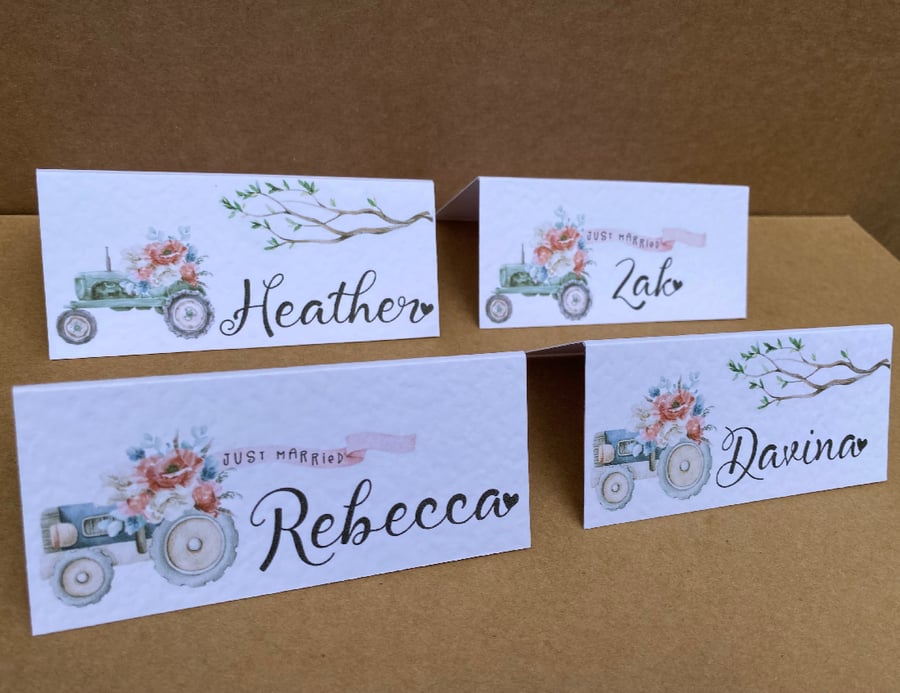 Heather
JUST MARRieD
Zak
JUST MARRieD
Rebecca
Davina